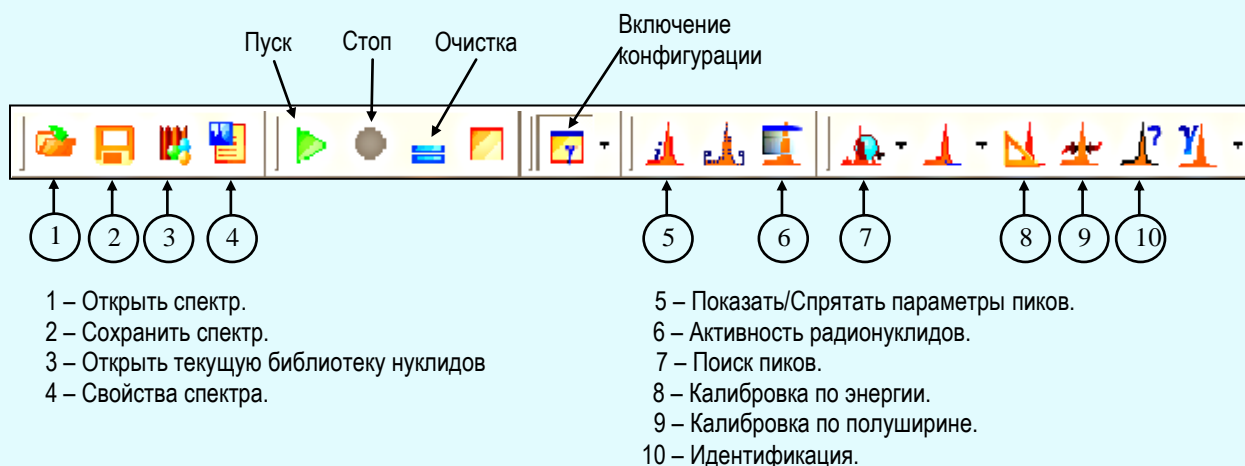 Пуск
Стоп
Очистка
Включение
конфигурации
1
2
3
4
5
6
7
8
9
10
1 – Открыть спектр.
2 – Сохранить спектр.
3 – Открыть текущую библиотеку нуклидов
4 – Свойства спектра.
5 – Показать/Спрятать параметры пиков.
6 – Активность радионуклидов.
7 – Поиск пиков.
8 – Калибровка по энергии.
9 – Калибровка по полуширине.
10 – Идентификация.